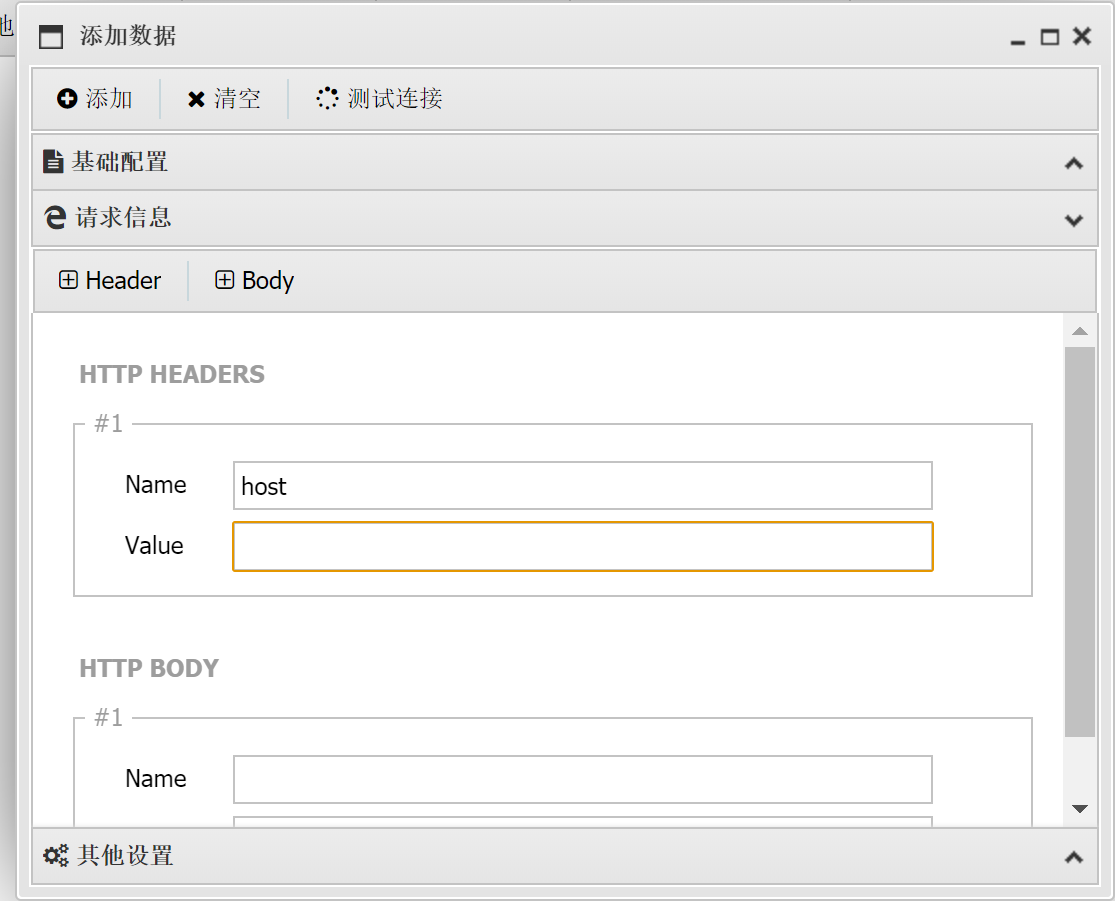 地
添加数据
添加 清空 测试连接
基础配置
请求信息
Header Body
HTTP HEADERS
#1
Name host
Value
HTTP BODY
#1
Name
其他设置